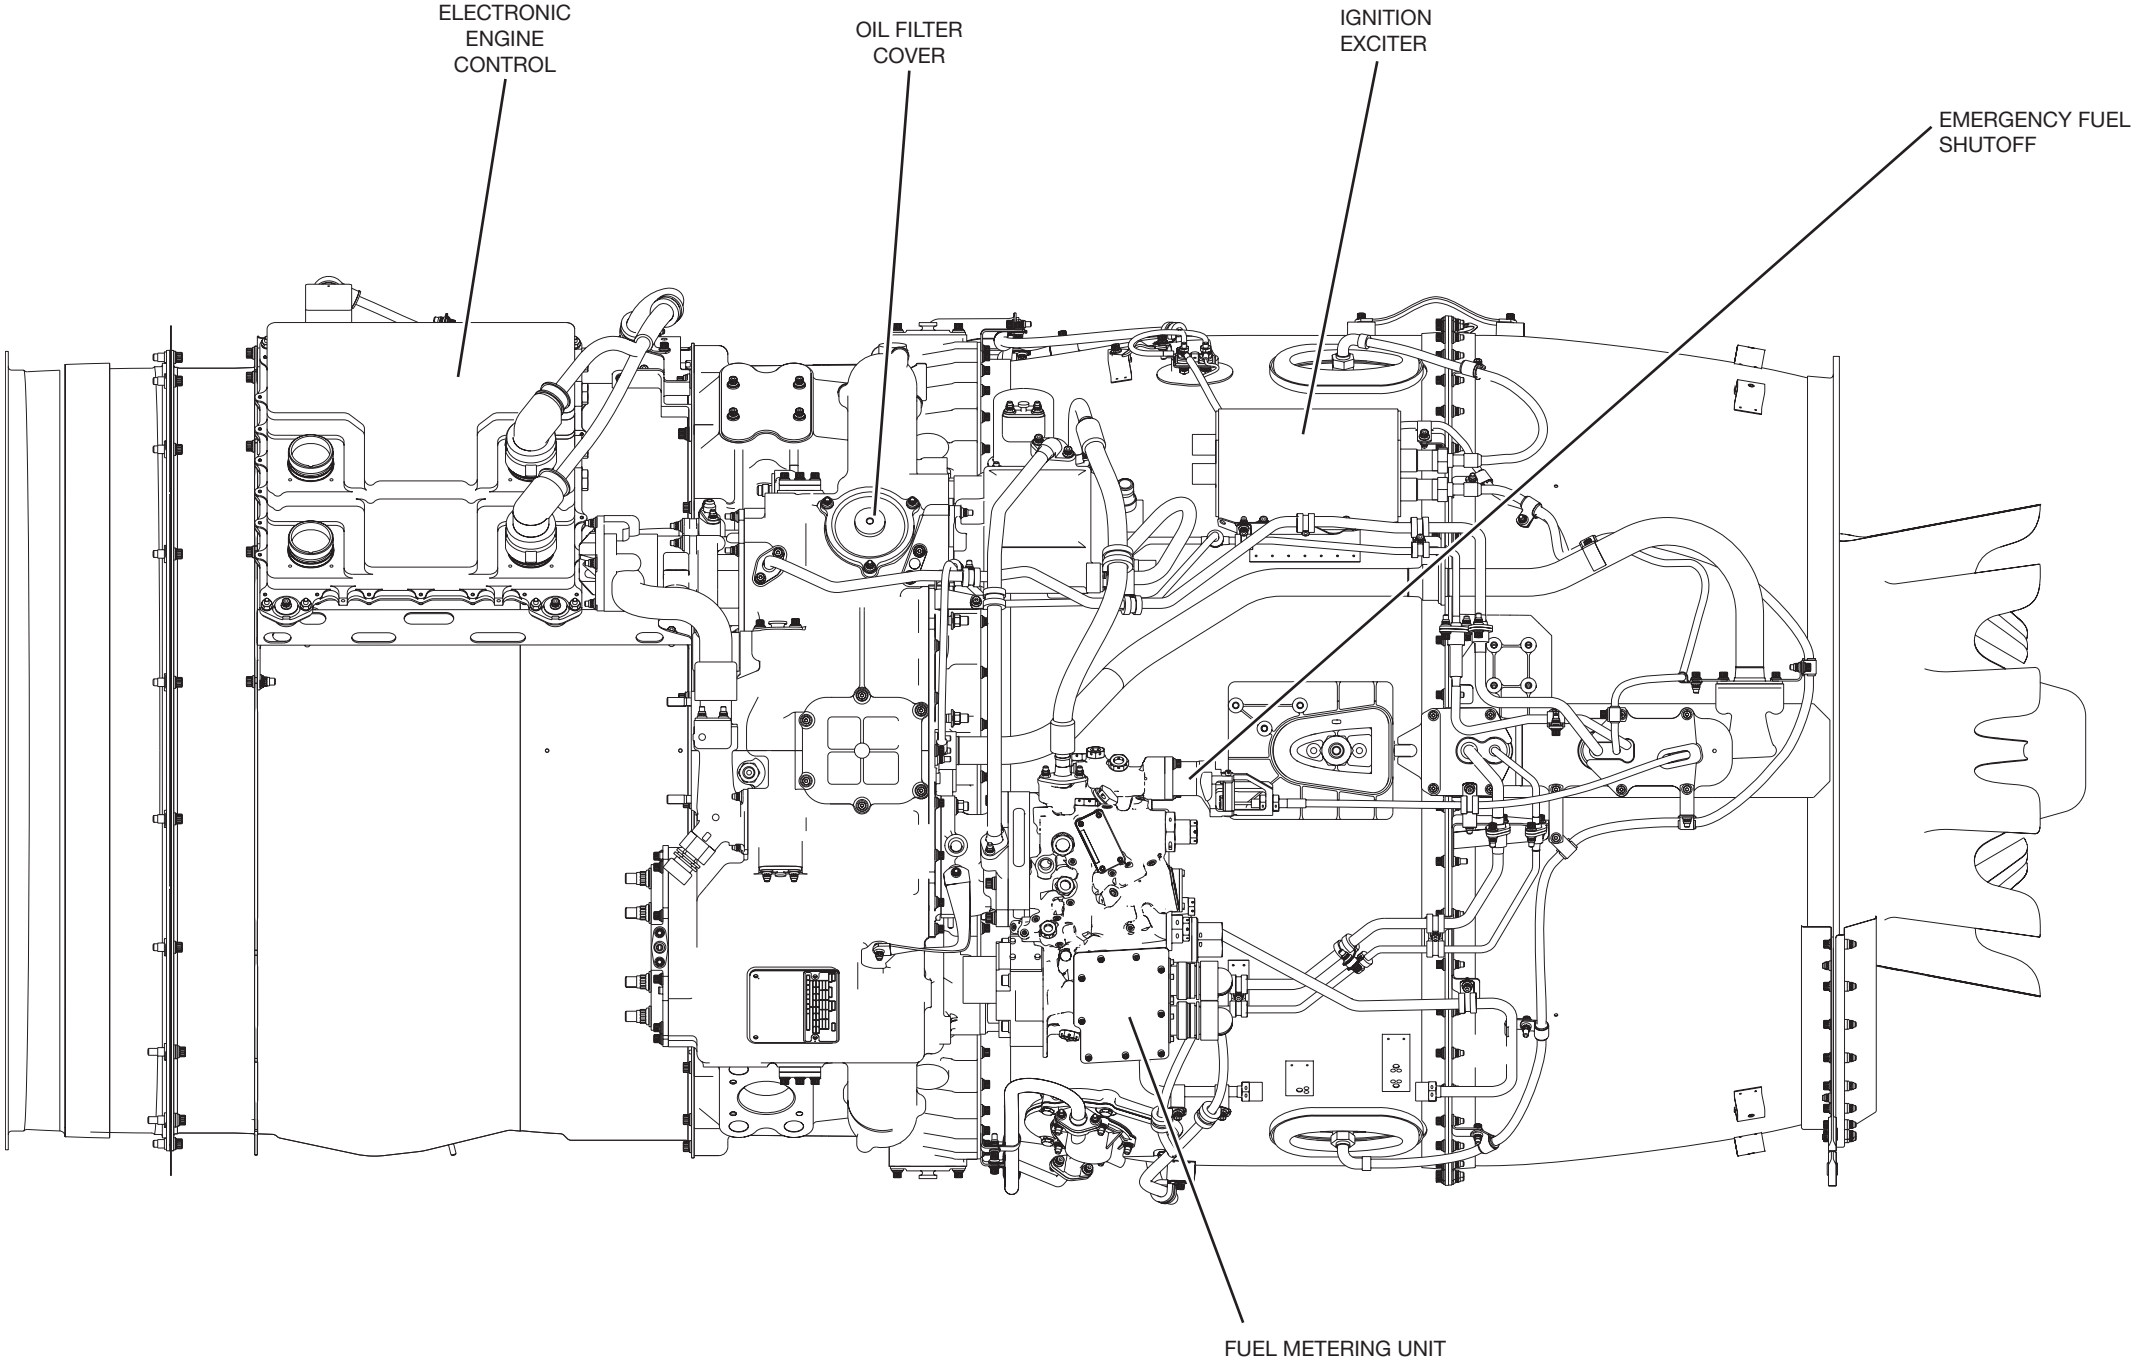 ELECTRONIC
ENGINE
CONTROL
OIL FILTER
COVER
IGNITION
EXCITER
EMERGENCY FUEL
SHUTOFF
FUEL METERING UNIT